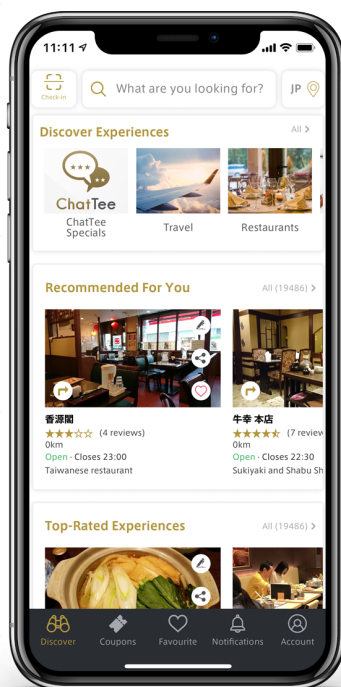 11:11
Check-in
What are you looking for?
JP
Discover Experiences
All >
ChatTee
ChatTee
Specials
Travel
Restaurants
Recommended For You
All (19486) >
香源閣
(4 reviews)
0km
Open · Closes 23:00
Taiwanese restaurant
牛幸 本店
(7 review
0km
Open · Closes 22:30
Sukiyaki and Shabu Sh
Top-Rated Experiences
All (19486) >
Discover
Coupons
Favourite
Notifications
Account